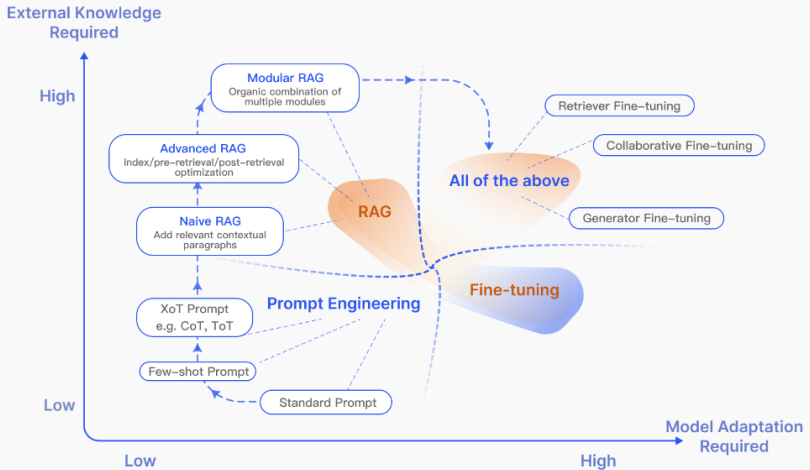 External Knowledge
Required
High
Modular RAG
Organic combination of
multiple modules
Retriever Fine-tuning
Collaborative Fine-tuning
Advanced RAG
Index/pre-retrieval/post-retrieval
optimization
All of the above
RAG
Naive RAG
Add relevant contextual
paragraphs
Generator Fine-tuning
Fine-tuning
Prompt Engineering
XoT Prompt
e.g. CoT, ToT
Few-shot Prompt
Standard Prompt
Low
Model Adaptation
Required
Low
High